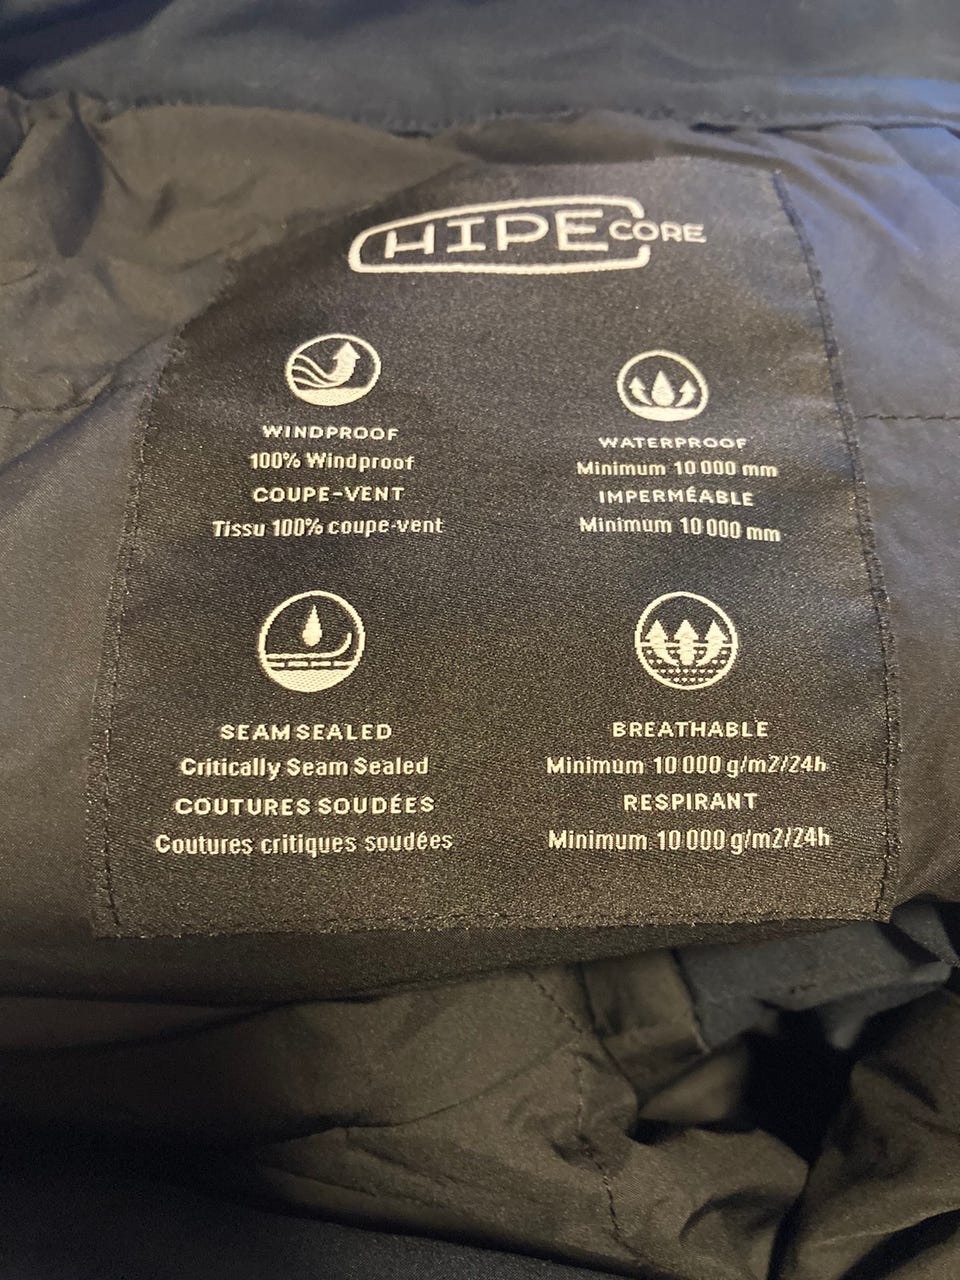 HIPE CORE
WINDPROOF
100% Windproof
COUPE-VENT
Tissu 100% coupe-vent
WATERPROOF
Minimum 10 000 mm
IMPERMÉABLE
Minimum 10 000 mm
SEAM SEALED
Critically Seam Sealed
COUTURES SOUDÉES
Coutures critiques soudées
BREATHABLE
Minimum 10 000 g/m2/24h
RESPIRANT
Minimum 10 000 g/m2/24h